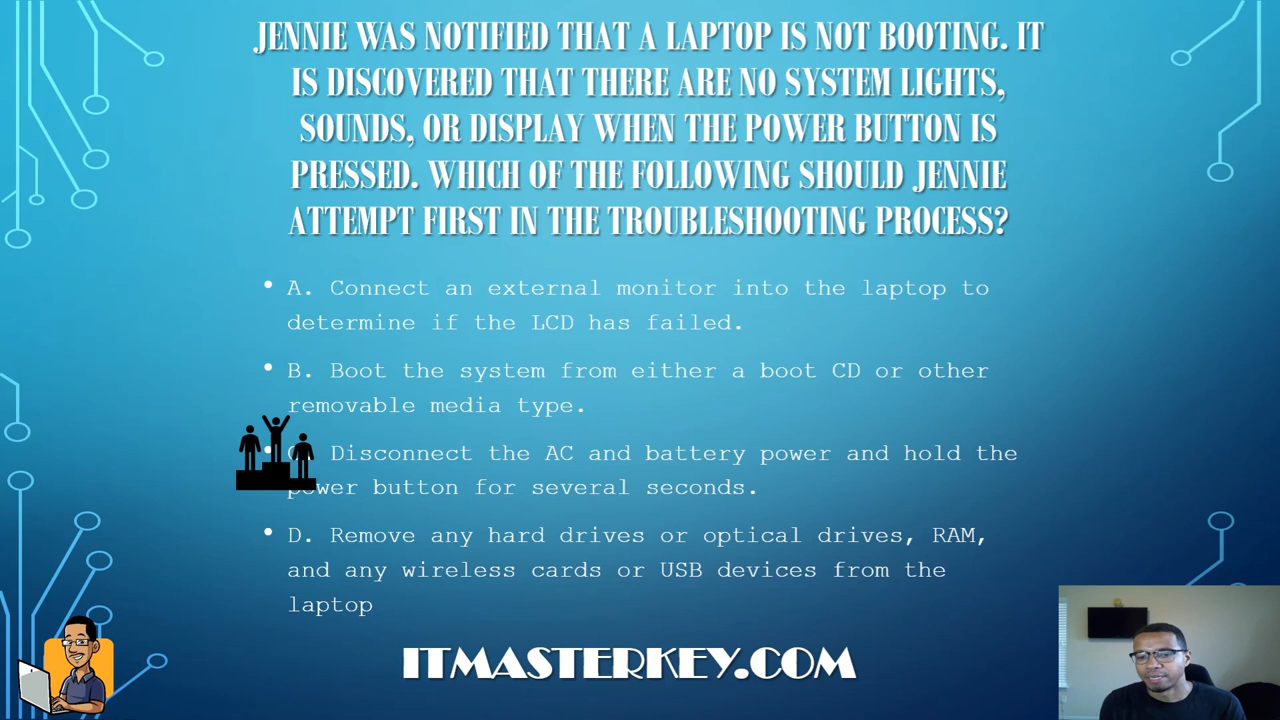 JENNIE WAS NOTIFIED THAT A LAPTOP IS NOT BOOTING. IT
IS DISCOVERED THAT THERE ARE NO SYSTEM LIGHTS,
SOUNDS, OR DISPLAY WHEN THE POWER BUTTON IS
PRESSED. WHICH OF THE FOLLOWING SHOULD JENNIE
ATTEMPT FIRST IN THE TROUBLESHOOTING PROCESS?
• A. Connect an external monitor into the laptop to
determine if the LCD has failed.
• B. Boot the system from either a boot CD or other
removable media type.
Disconnect the AC and battery power and hold the
power button for several seconds.
• D. Remove any hard drives or optical drives, RAM,
and any wireless cards or USB devices from the
laptop
ITMASTERKEY.COM